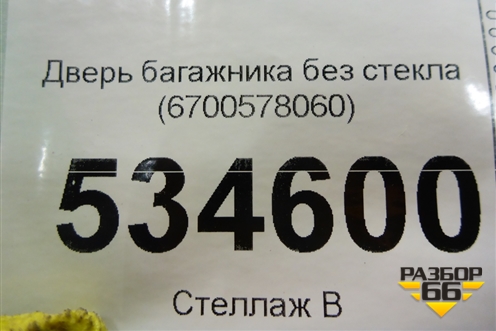 Дверь багажника без стекла
(6700578060)
534600
Стеллаж В
РАЗБОР
66